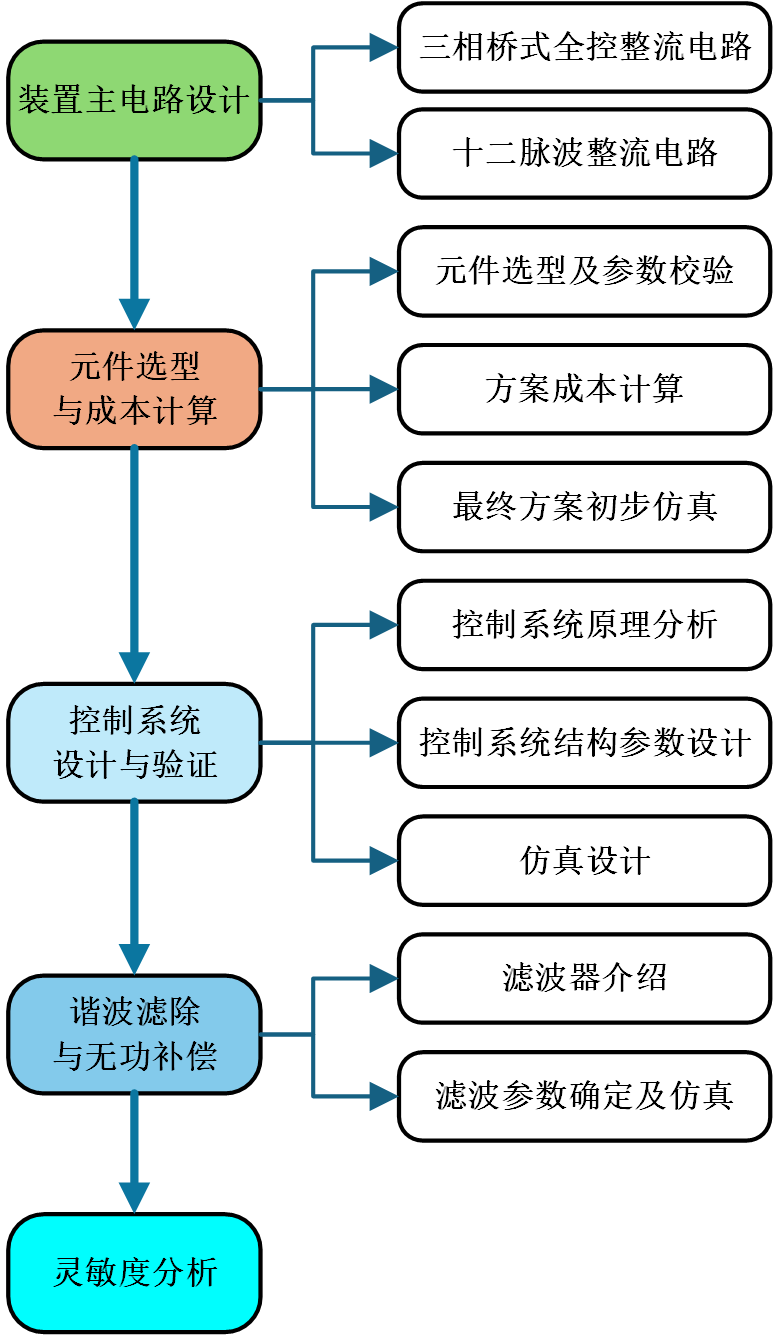 装置主电路设计
三相桥式全控整流电路
十二脉波整流电路
元件选型
与成本计算
元件选型及参数校验
方案成本计算
最终方案初步仿真
控制系统
设计与验证
控制系统原理分析
控制系统结构参数设计
仿真设计
谐波滤除
与无功补偿
滤波器介绍
滤波参数确定及仿真
灵敏度分析